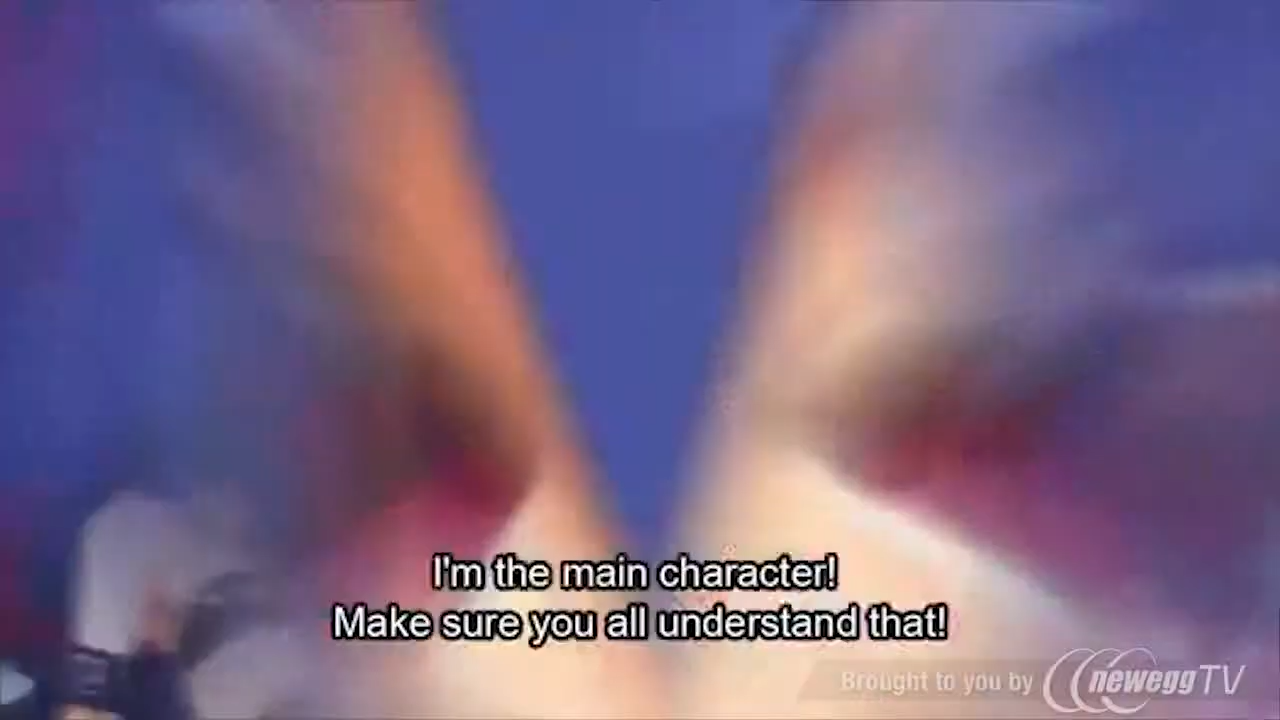 I'm the main character!
Make sure you all understand that!
Brought to you by neweggTV